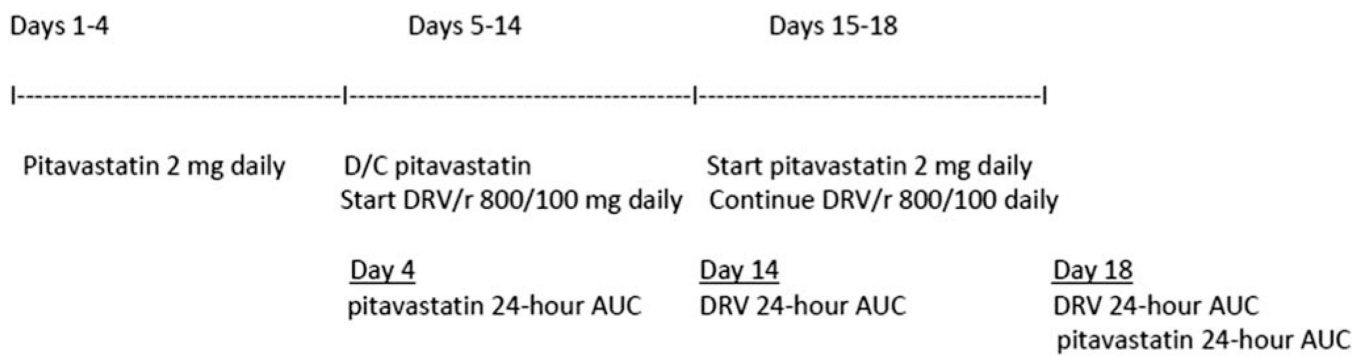 Days 1-4 Days 5-14 Days 15-18
|-------------------------------------|---------------------------------------|---------------------------------------|
Pitavastatin 2 mg daily D/C pitavastatin Start pitavastatin 2 mg daily
Start DRV/r 800/100 mg daily Continue DRV/r 800/100 daily
Day 4 Day 14 Day 18
pitavastatin 24-hour AUC DRV 24-hour AUC DRV 24-hour AUC
pitavastatin 24-hour AUC